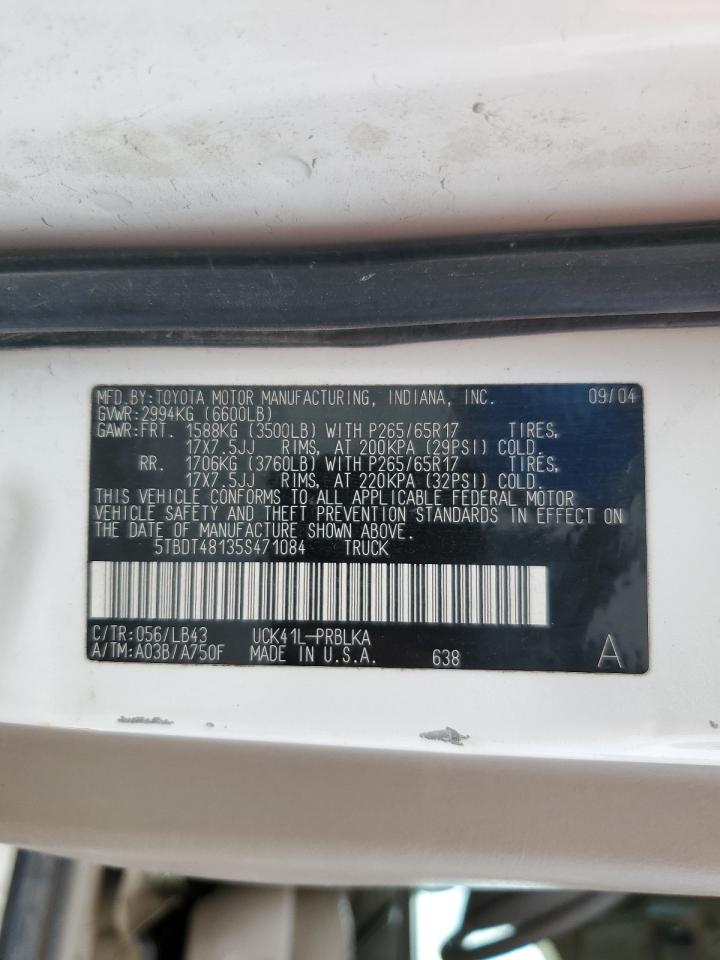 MFD.BY:TOYOTA MOTOR MANUFACTURING, INDIANA, INC. 09/04
GVWR:2994KG (6600LB)
GAWR:FRT. 1588KG (3500LB) WITH P265/65R17 TIRES,
17X7.5JJ RIMS, AT 200KPA (29PSI) COLD.
RR. 1706KG (3760LB) WITH P265/65R17 TIRES,
17X7.5JJ RIMS, AT 220KPA (32PSI) COLD.
THIS VEHICLE CONFORMS TO ALL APPLICABLE FEDERAL MOTOR
VEHICLE SAFETY AND THEFT PREVENTION STANDARDS IN EFFECT ON
THE DATE OF MANUFACTURE SHOWN ABOVE.
5TBDT48135S471084 TRUCK
C/TR:056/LB43 UCK41L-PRBLKA
A/TM:A03B/A750F MADE IN U.S.A. 638 A